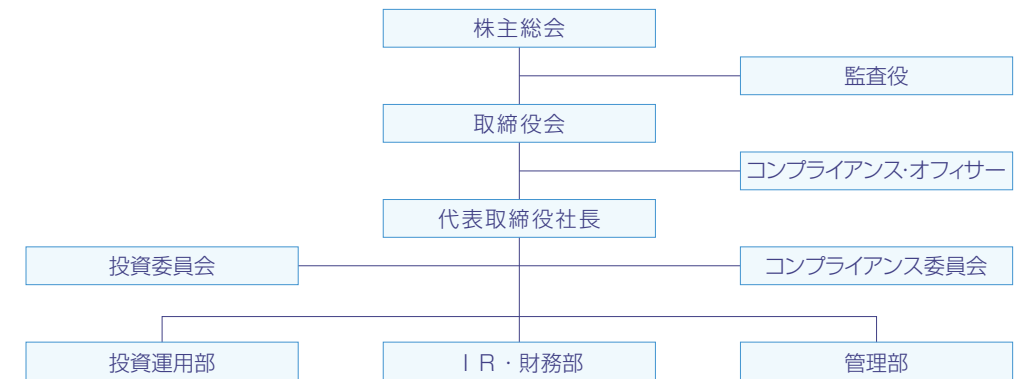 株主総会
監査役
取締役会
コンプライアンス・オフィサー
代表取締役社長
投資委員会
コンプライアンス委員会
投資運用部
ＩＲ・財務部
管理部